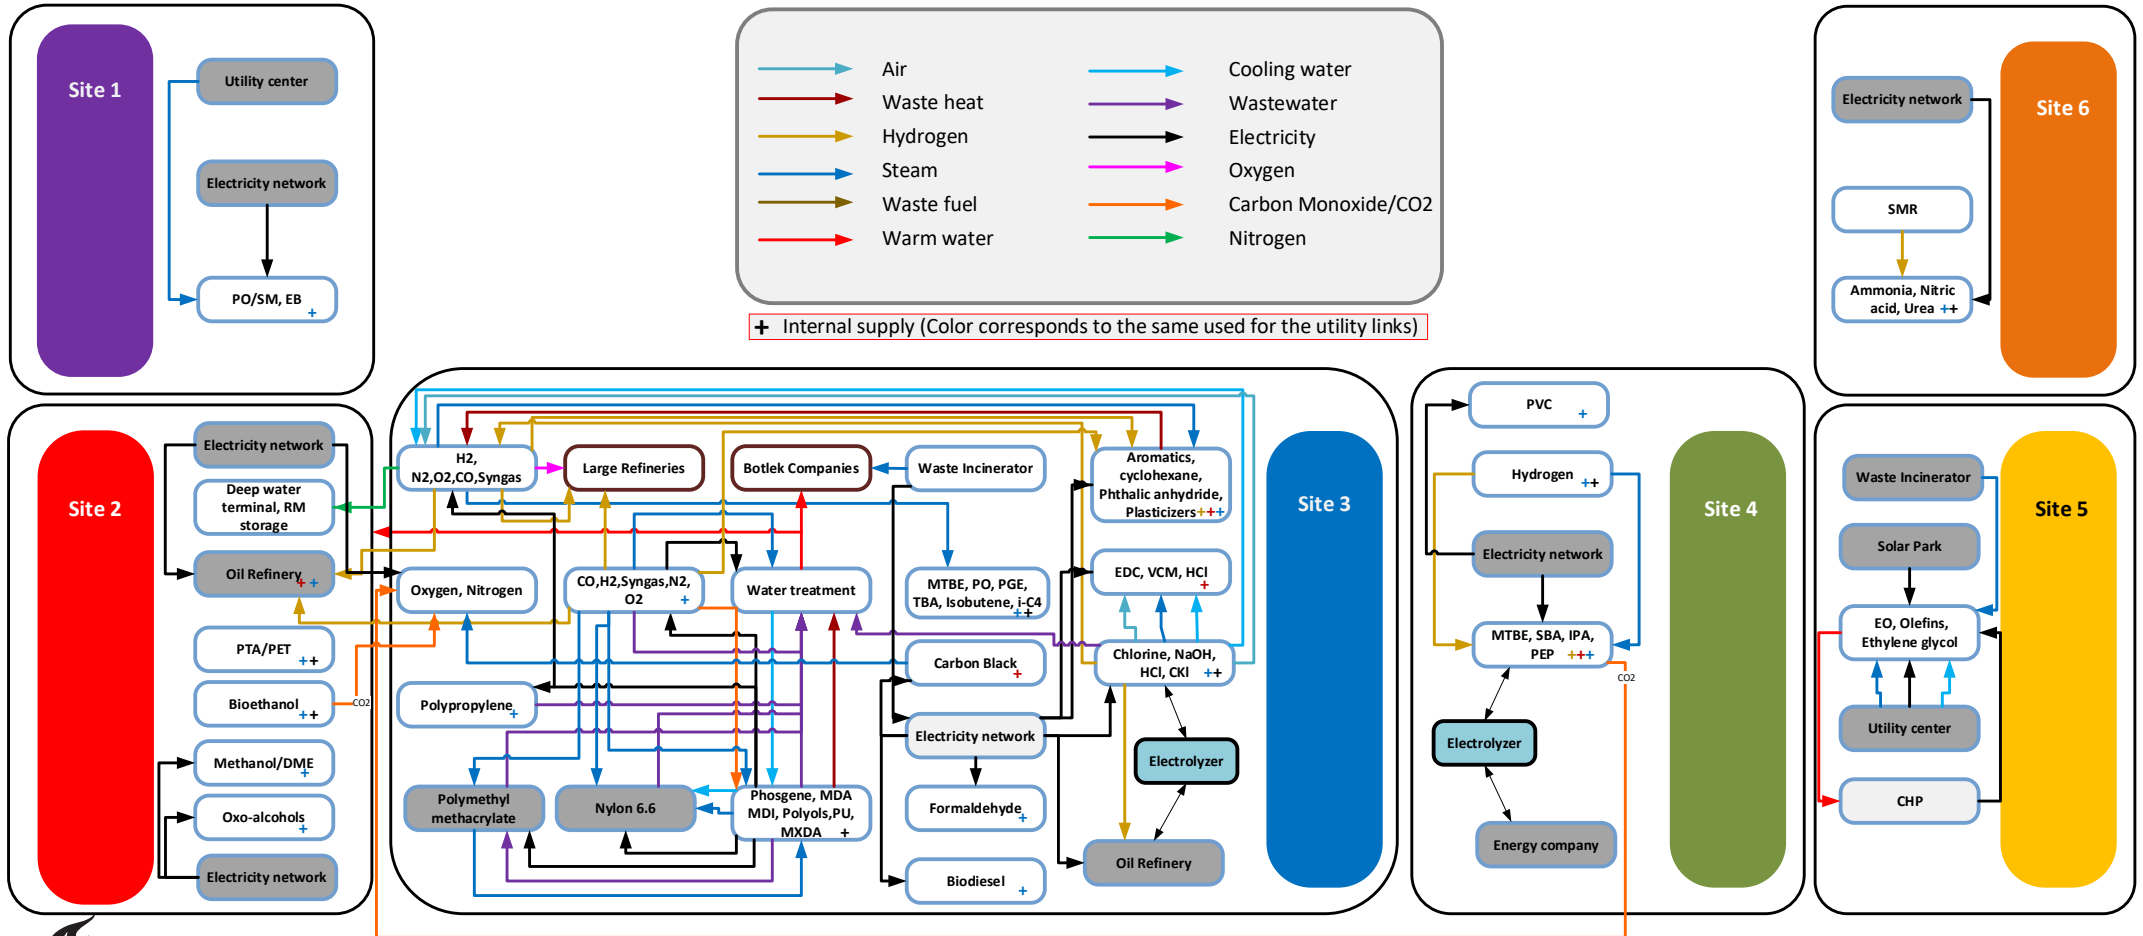 Site 1
Utility center
Electricity network
PO/SM, EB
+
Air
Waste heat
Hydrogen
Steam
Waste fuel
Warm water
Cooling water
Wastewater
Electricity
Oxygen
Carbon Monoxide/CO2
Nitrogen
+ Internal supply (Color corresponds to the same used for the utility links)
Electricity network
SMR
Ammonia, Nitric
acid, Urea ++
Site 6
Site 2
Electricity network
Deep water
terminal, RM
storage
Oil Refinery
++
PTA/PET
++
Bioethanol
++
CO2
Methanol/DME
+
Oxo-alcohols
+
Electricity network
H2,
N2,O2,CO,Syngas
Large Refineries
Botlek Companies
Waste Incinerator
Aromatics,
cyclohexane,
Phthalic anhydride,
Plasticizers+++
Oxygen, Nitrogen
CO,H2,Syngas,N2,
O2
+
Water treatment
MTBE, PO, PGE,
TBA, Isobutene, i-C4
++
EDC, VCM, HCl
+
Carbon Black
+
Chlorine, NaOH,
HCl, CKl ++
Polypropylene
+
Electricity network
Electrolyzer
Polymethyl
methacrylate
Nylon 6.6
Phosgene, MDA
MDI, Polyols,PU,
MXDA +
Formaldehyde
+
Oil Refinery
Biodiesel
+
Site 3
PVC
+
Hydrogen
++
Electricity network
MTBE, SBA, IPA,
PEP +++
CO2
Electrolyzer
Energy company
Site 4
Waste Incinerator
Solar Park
EO, Olefins,
Ethylene glycol
Utility center
CHP
Site 5